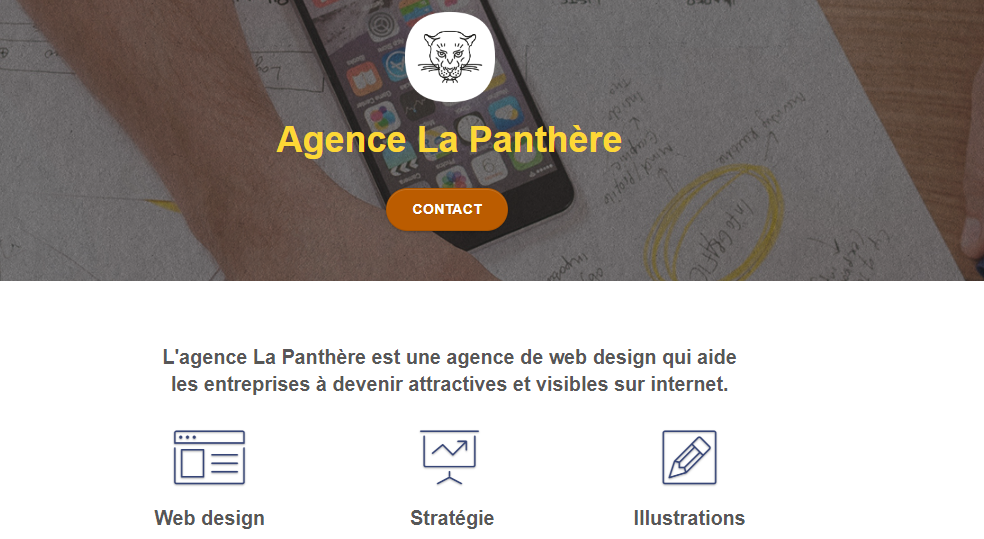 Agence La Panthère
CONTACT
L'agence La Panthère est une agence de web design qui aide
les entreprises à devenir attractives et visibles sur internet.
Web design
Stratégie
Illustrations